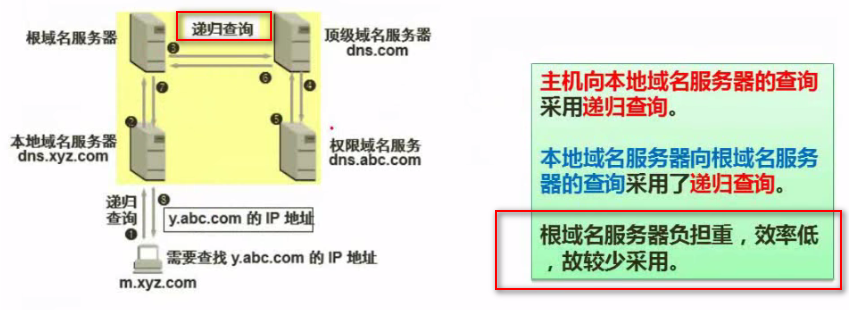 递归查询
根域名服务器
顶级域名服务器
dns.com
❸
❻
❼
❹
❷
❺
本地域名服务器
dns.xyz.com
权限域名服务
dns.abc.com
递归
查询
❽
y.abc.com 的 IP 地址
❶
需要查找 y.abc.com 的 IP 地址
m.xyz.com
主机向本地域名服务器的查询
采用递归查询。
本地域名服务器向根域名服务
器的查询采用了递归查询。
根域名服务器负担重，效率低
，故较少采用。